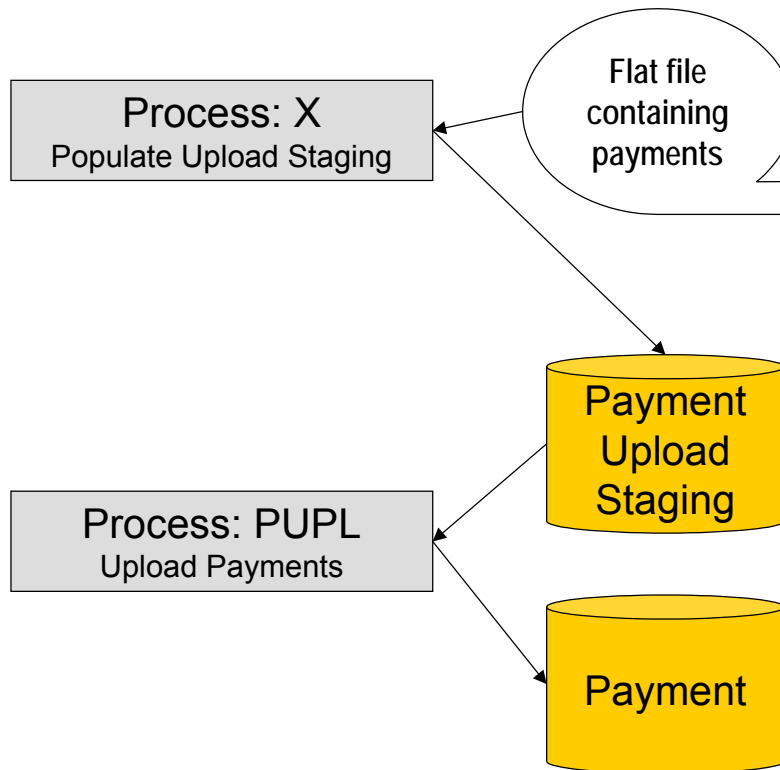 Process: X
Populate Upload Staging
Flat file
containing
payments
Payment
Upload
Staging
Process: PUPL
Upload Payments
Payment